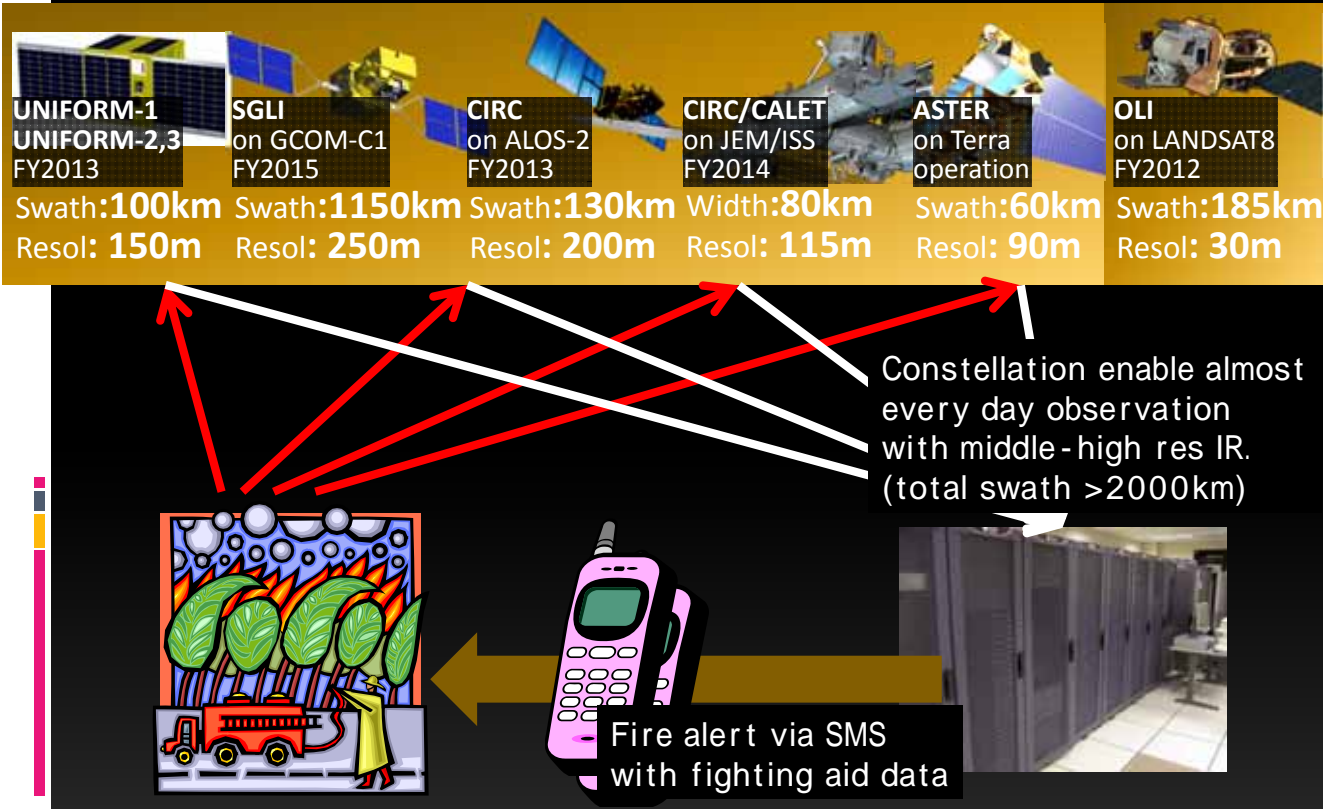 UNIFORM-1
UNIFORM-2,3
FY2013
Swath:100km
Resol: 150m
SGLI
on GCOM-C1
FY2015
Swath:1150km
Resol: 250m
CIRC
on ALOS-2
FY2013
Swath:130km
Resol: 200m
CIRC/CALET
on JEM/ISS
FY2014
Width:80km
Resol: 115m
ASTER
on Terra
operation
Swath:60km
Resol: 90m
OLI
on LANDSAT8
FY2012
Swath:185km
Resol: 30m
Constellation enable almost
every day observation
with middle-high res IR.
(total swath >2000km)
Fire alert via SMS
with fighting aid data